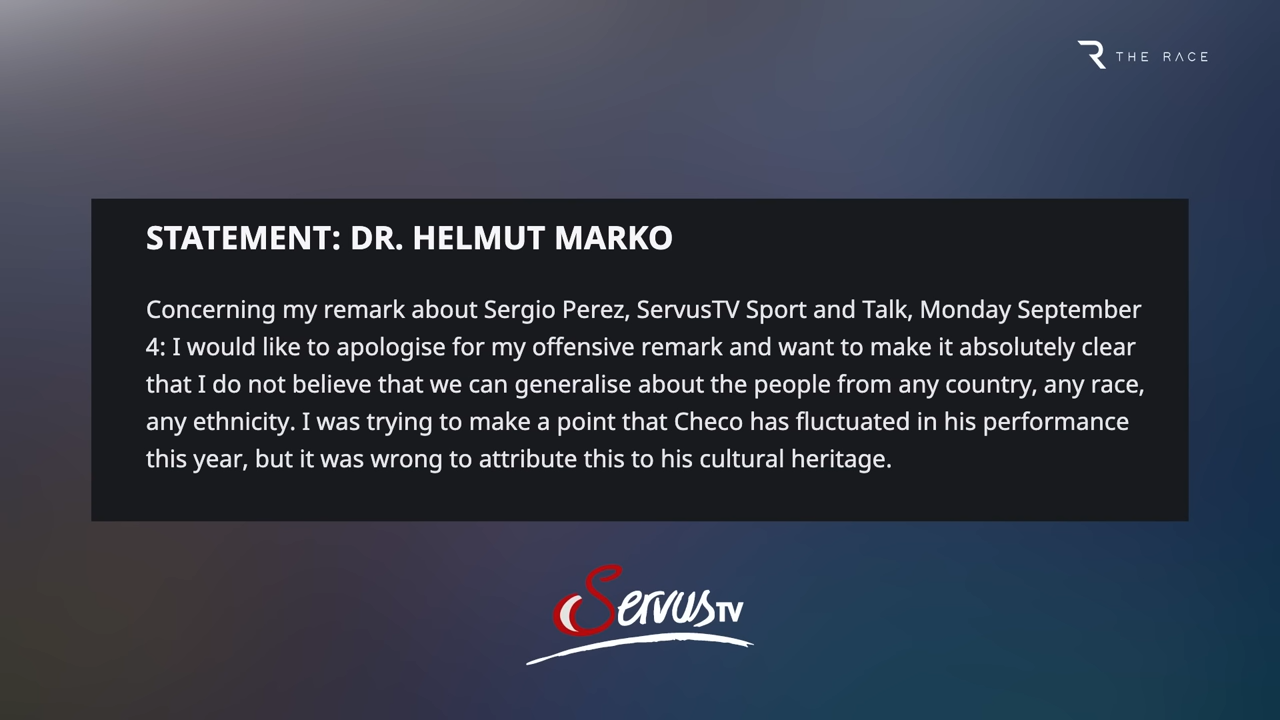 THE RACE
STATEMENT: DR. HELMUT MARKO
Concerning my remark about Sergio Perez, ServusTV Sport and Talk, Monday September
4: I would like to apologise for my offensive remark and want to make it absolutely clear
that I do not believe that we can generalise about the people from any country, any race,
any ethnicity. I was trying to make a point that Checo has fluctuated in his performance
this year, but it was wrong to attribute this to his cultural heritage.
ServusTV